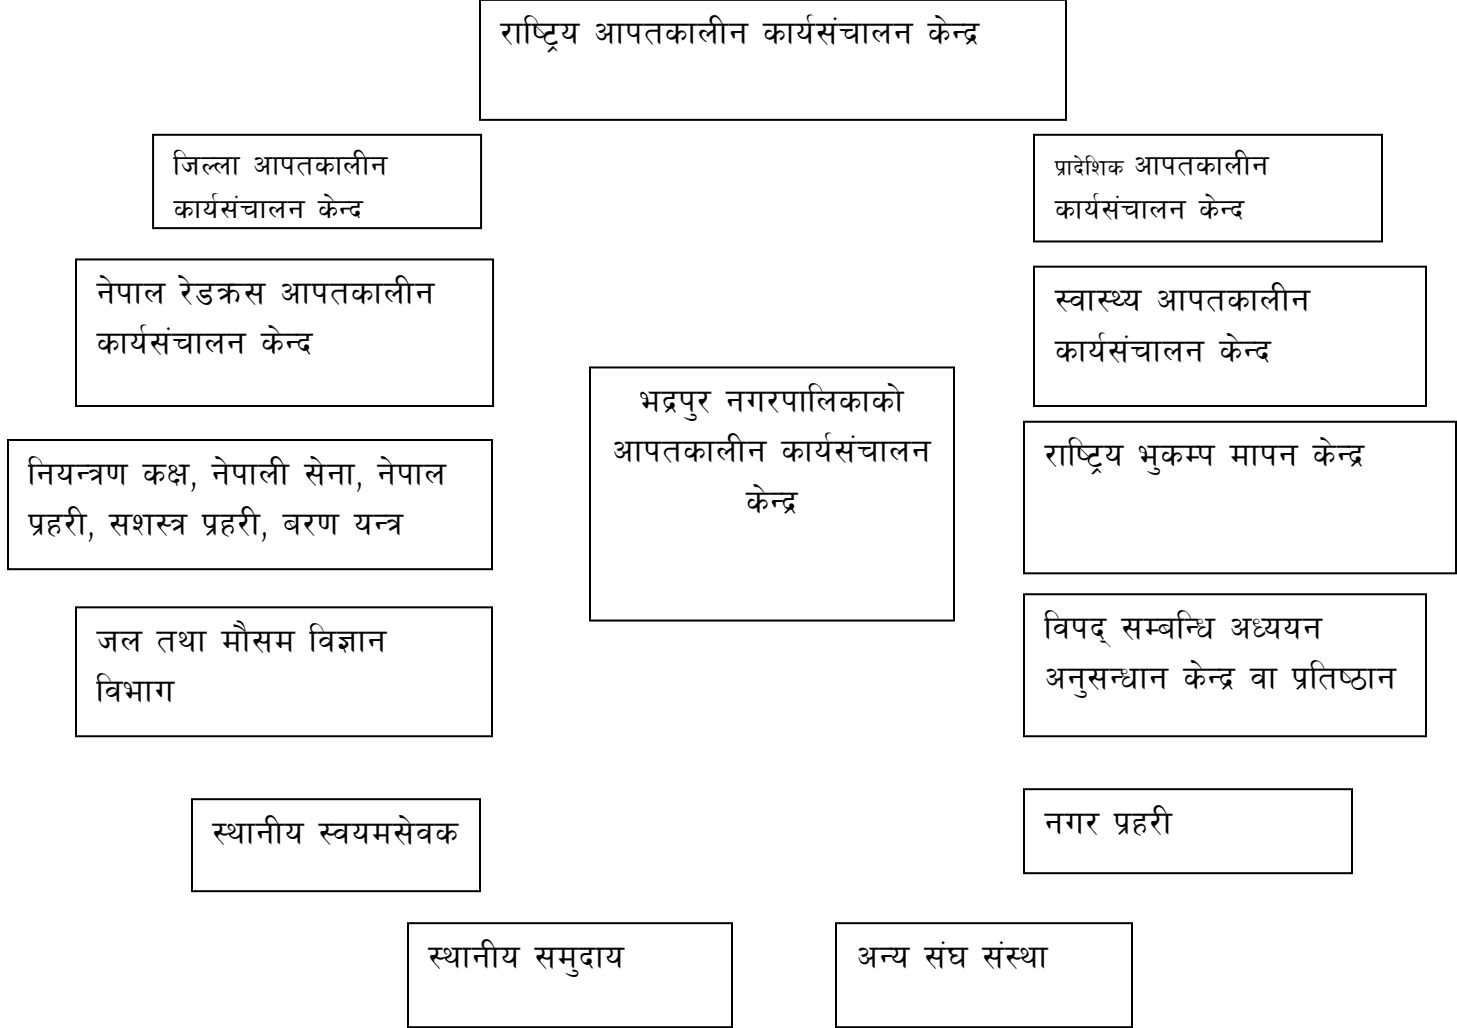 राष्ट्रिय आपतकालीन कार्यसंचालन केन्द्र
जिल्ला आपतकालीन
कार्यसंचालन केन्द
प्रादेशिक आपतकालीन
कार्यसंचालन केन्द
नेपाल रेडक्रस आपतकालीन
कार्यसंचालन केन्द
स्वास्थ्य आपतकालीन
कार्यसंचालन केन्द
भद्रपुर नगरपालिकाको
आपतकालीन कार्यसंचालन
केन्द्र
नियन्त्रण कक्ष, नेपाली सेना, नेपाल
प्रहरी, सशस्त्र प्रहरी, बरण यन्त्र
राष्ट्रिय भुकम्प मापन केन्द्र
जल तथा मौसम विज्ञान
विभाग
विपद् सम्बन्धि अध्ययन
अनुसन्धान केन्द्र वा प्रतिष्ठान
स्थानीय स्वयमसेवक
नगर प्रहरी
स्थानीय समुदाय
अन्य संघ संस्था